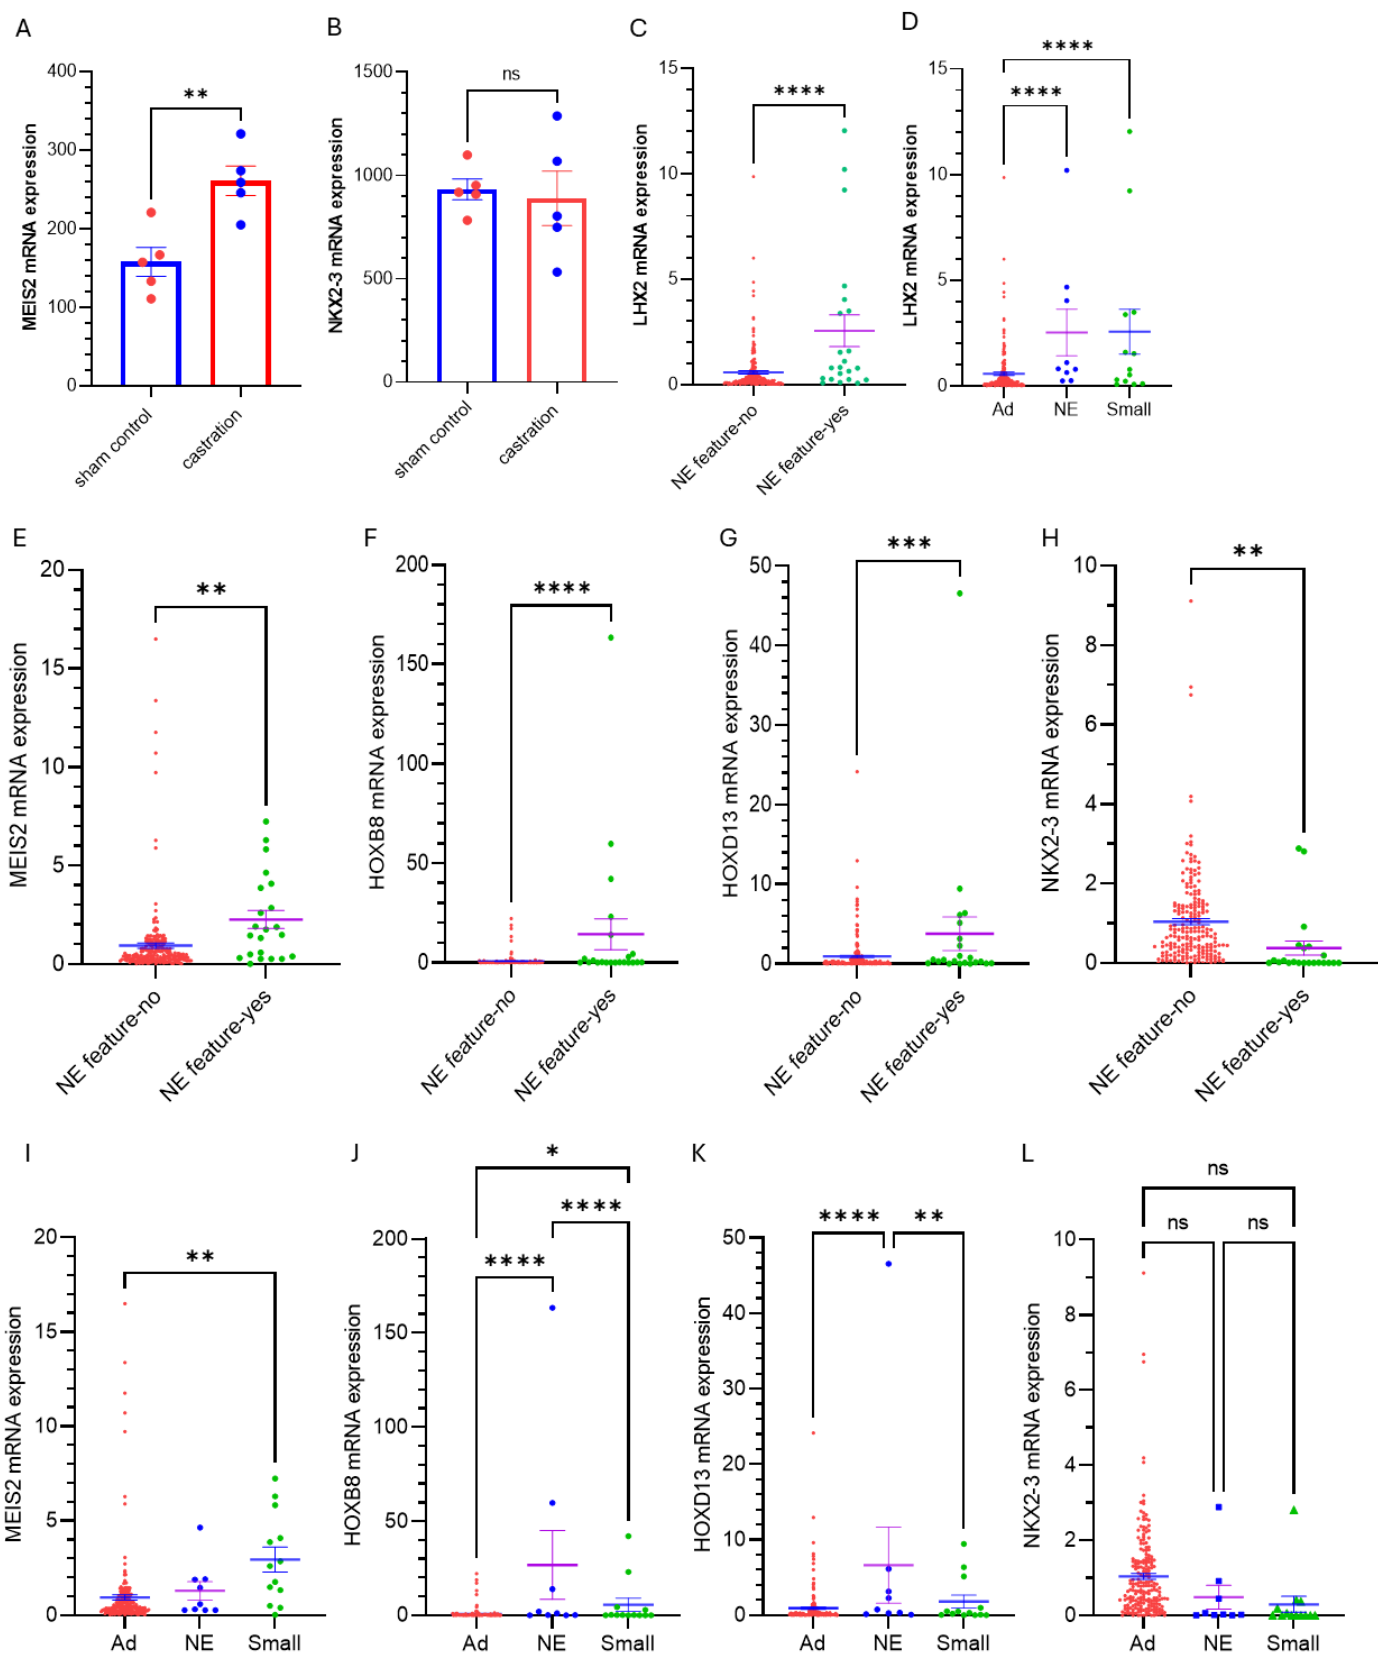 A
MEIS2 mRNA expression
400
300
200
100
0
**
sham control
castration
B
NKX2-3 mRNA expression
1500
1000
500
0
ns
sham control
castration
C
LHX2 mRNA expression
15
10
5
0
****
NE feature-no
NE feature-yes
D
LHX2 mRNA expression
15
10
5
0
****
****
Ad NE Small
E
MEIS2 mRNA expression
20
15
10
5
0
**
NE feature-no
NE feature-yes
F
HOXB8 mRNA expression
200
150
100
50
0
****
NE feature-no
NE feature-yes
G
HOXD13 mRNA expression
50
40
30
20
10
0
***
NE feature-no
NE feature-yes
H
NKX2-3 mRNA expression
10
8
6
4
2
0
**
NE feature-no
NE feature-yes
I
MEIS2 mRNA expression
20
15
10
5
0
**
Ad NE Small
J
HOXB8 mRNA expression
200
150
100
50
0
*
****
****
Ad NE Small
K
HOXD13 mRNA expression
50
40
30
20
10
0
**** **
Ad NE Small
L
NKX2-3 mRNA expression
10
8
6
4
2
0
ns
ns ns
Ad NE Small